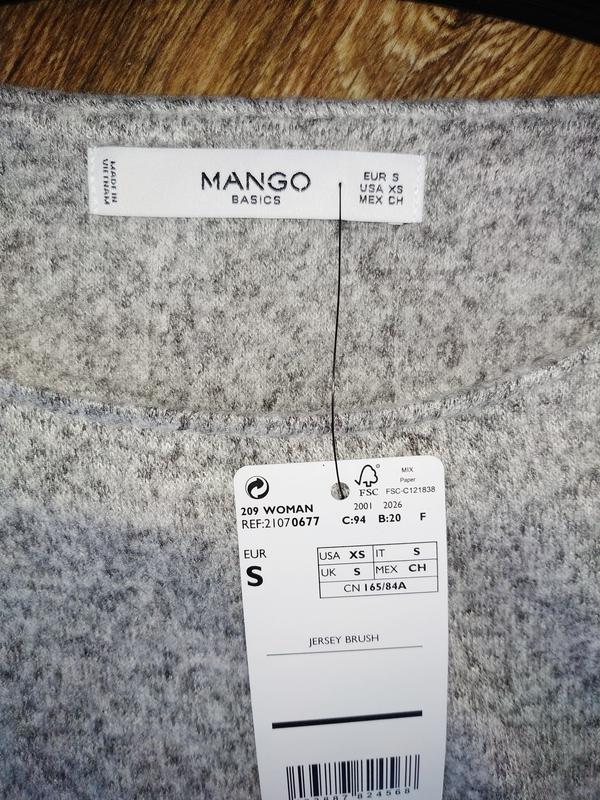 MADE IN
VIETNAM
MANGO
BASICS
EUR S
USA XS
MEX CH
FSC
MIX
Paper
FSC-C121838
209 WOMAN
2001 2026
REF:21070677
C:94 B:20 F
EUR
S
USA XS IT S
UK S MEX CH
CN 165/84A
JERSEY BRUSH